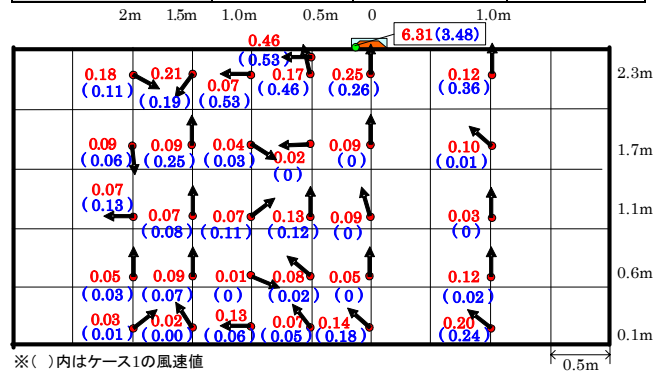 2m 1.5m 1.0m 0.5m 0 1.0m
6.31(3.48)
0.46
(0.53)
0.18 0.21 0.07 0.17 0.25 0.12 2.3m
(0.11) (0.19) (0.53) (0.46) (0.26) (0.36)
0.09 0.09 0.04 0.02 0.09 0.10 1.7m
(0.06) (0.25) (0.03) (0) (0) (0.01)
0.07 0.07 0.07 0.13 0.09 0.03 1.1m
(0.13) (0.08) (0.11) (0.12) (0) (0)
0.05 0.09 0.01 0.08 0.05 0.12 0.6m
(0.03) (0.07) (0) (0.02) (0) (0.02)
0.03 0.02 0.13 0.07 0.14 0.20 0.1m
(0.01) (0.00) (0.06) (0.05) (0.18) (0.24)
※( )内はケース1の風速値
0.5m